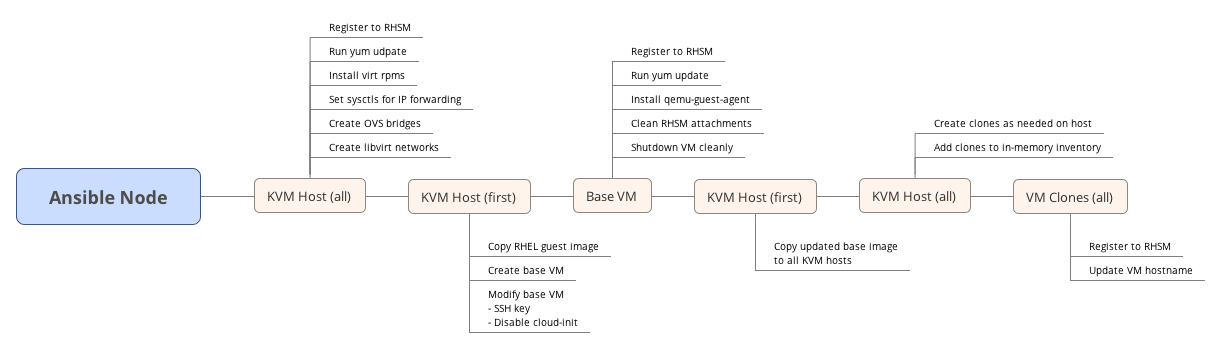 Ansible Node
KVM Host (all)
Register to RHSM
Run yum udpate
Install virt rpms
Set sysctls for IP forwarding
Create OVS bridges
Create libvirt networks
KVM Host (first)
Copy RHEL guest image
Create base VM
Modify base VM
- SSH key
- Disable cloud-init
Base VM
Register to RHSM
Run yum update
Install qemu-guest-agent
Clean RHSM attachments
Shutdown VM cleanly
KVM Host (first)
Copy updated base image
to all KVM hosts
KVM Host (all)
Create clones as needed on host
Add clones to in-memory inventory
VM Clones (all)
Register to RHSM
Update VM hostname